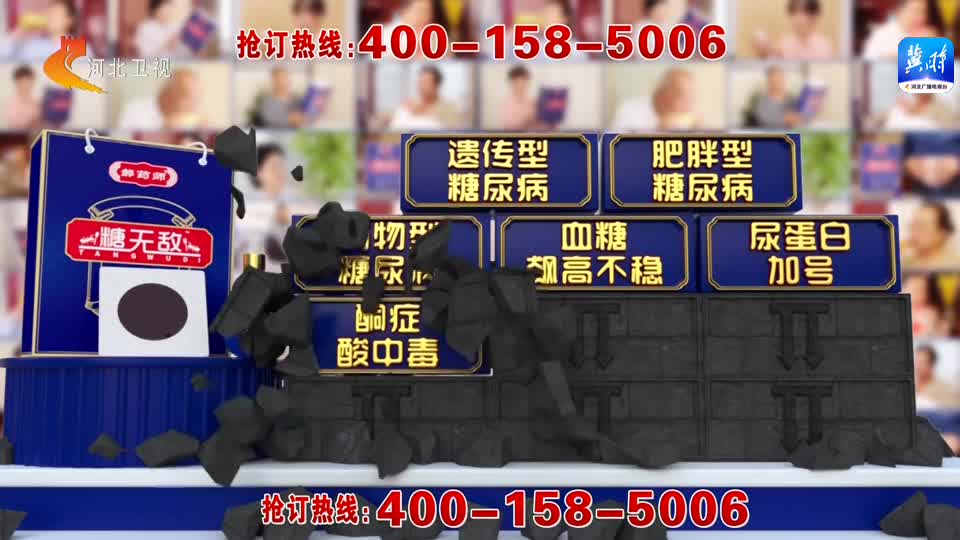 抢订热线:400-158-5006
河北卫视
冀时
河北广播电视台
郝药师
糖无敌
TANGWUDI
遗传型
糖尿病
肥胖型
糖尿病
物型
糖尿病
血糖
飙高不稳
尿蛋白
加号
酮症
酸中毒
抢订热线:400-158-5006